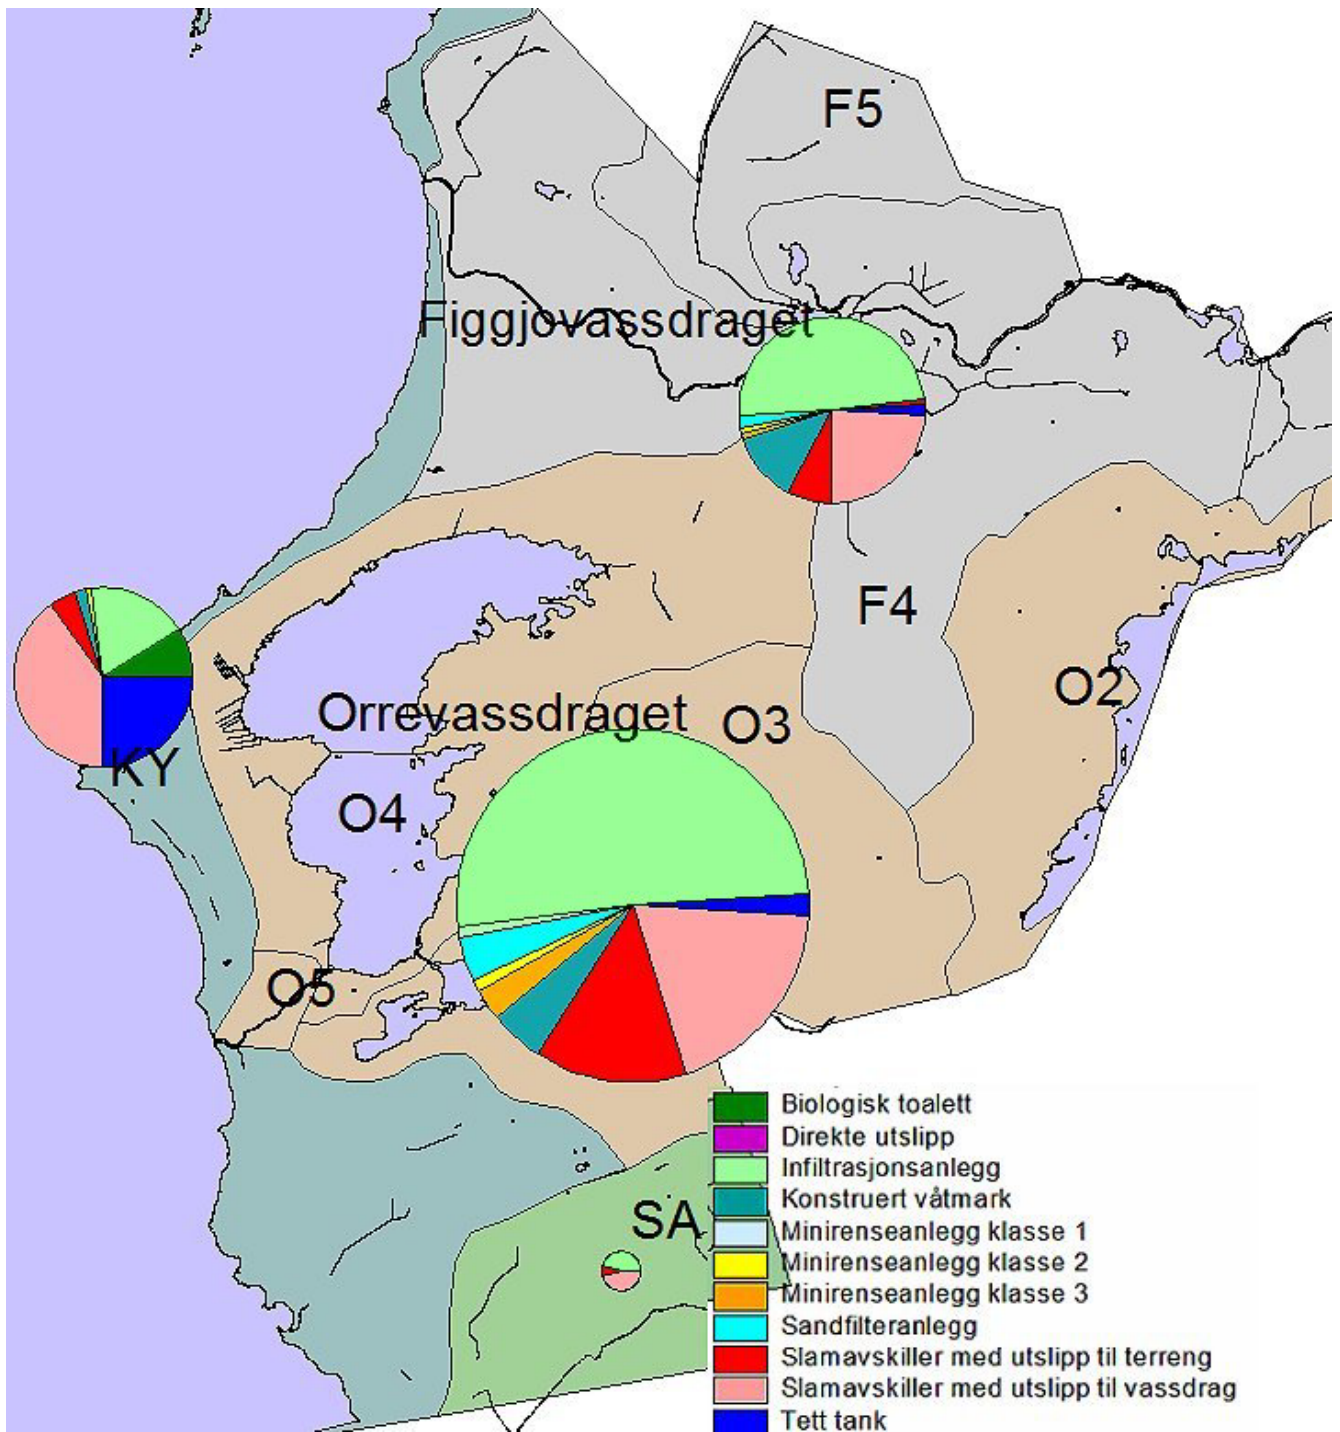 F5
Figgjovassdraget
F4
O2
Orrevassdraget
O3
KY
O4
O5
SA
Biologisk toalett
Direkte utslipp
Infiltrasjonsanlegg
Konstruert våtmark
Minirenseanlegg klasse 1
Minirenseanlegg klasse 2
Minirenseanlegg klasse 3
Sandfilteranlegg
Slamavskiller med utslipp til terreng
Slamavskiller med utslipp til vassdrag
Tett tank